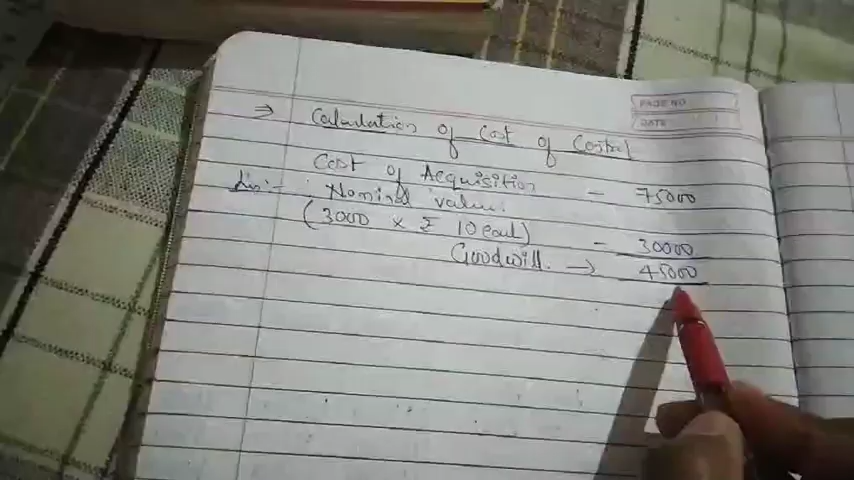 PAGE NO
DATE
⇒ Calculation of Cost of Control
Cost of Acquisition - 75000
Less:- Nominal value.
(3000 × ₹ 10 each) - 30000
Goodwill. → 45000